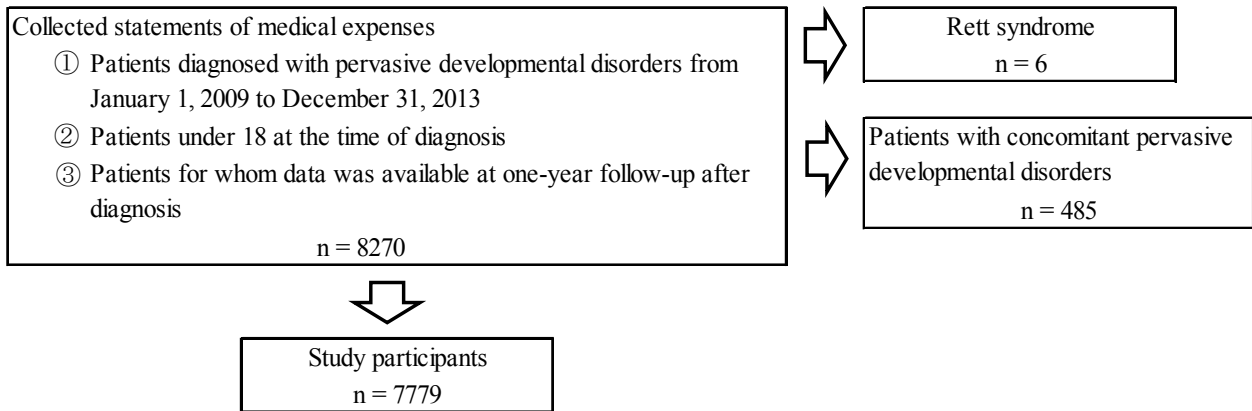 Collected statements of medical expenses
① Patients diagnosed with pervasive developmental disorders from
January 1, 2009 to December 31, 2013
② Patients under 18 at the time of diagnosis
③ Patients for whom data was available at one-year follow-up after
diagnosis
n = 8270
Rett syndrome
n = 6
Patients with concomitant pervasive
developmental disorders
n = 485
Study participants
n = 7779